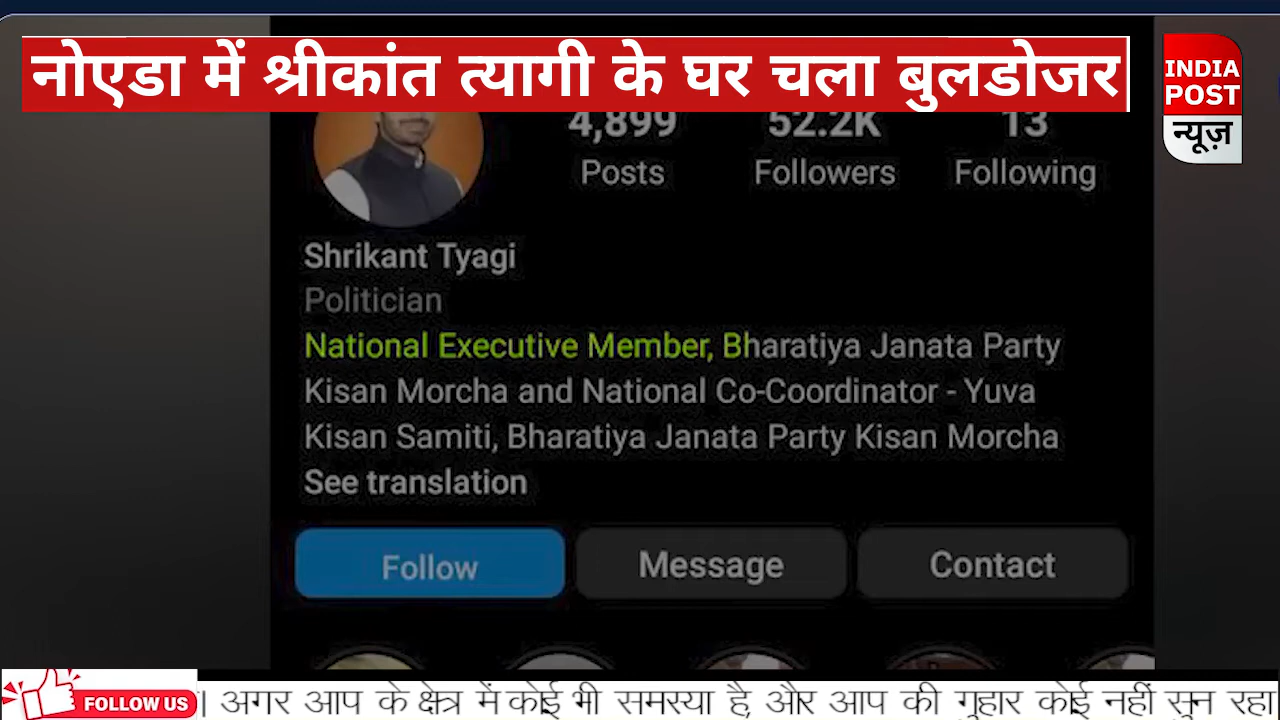 नोएडा में श्रीकांत त्यागी के घर चला बुलडोजर
INDIA
POST
न्यूज़
4,899 52.2K 13
Posts Followers Following
Shrikant Tyagi
Politician
National Executive Member, Bharatiya Janata Party
Kisan Morcha and National Co-Coordinator - Yuva
Kisan Samiti, Bharatiya Janata Party Kisan Morcha
See translation
Follow Message Contact
FOLLOW US
। अगर आप के क्षेत्र में कोई भी समस्या है, और आप की गुहार कोई नहीं सुन रहा